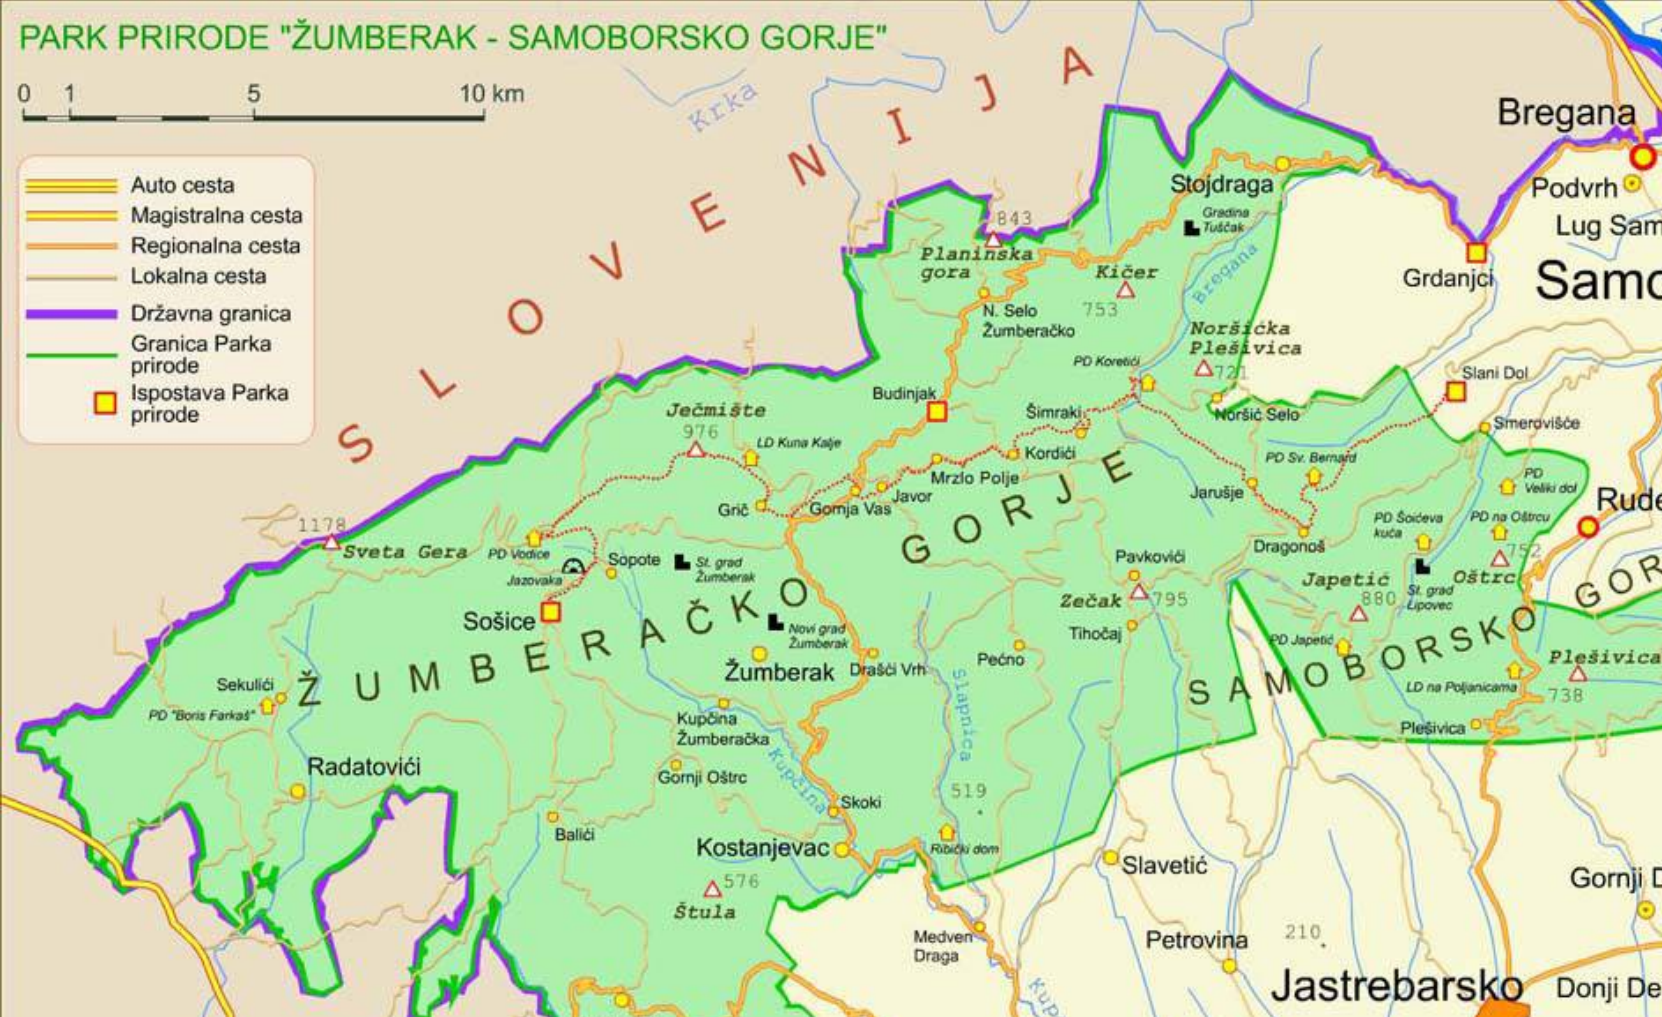 PARK PRIRODE "ŽUMBERAK - SAMOBORSKO GORJE"
0 1 5 10 km
Auto cesta
Magistralna cesta
Regionalna cesta
Lokalna cesta
Državna granica
Granica Parka
prirode
Ispostava Parka
prirode
SLOVENIJA
Krka
Bregana
Podvrh
Lug Sam
Grdanjci
Samo
Stojdraga
Gradina
Tuščak
Bregana
843
Planinska
gora
Kičer
753
N. Selo
Žumberačko
Noršićka
Plešivica
721
PD Koretići
Noršić Selo
Slani Dol
Smerovišće
Budinjak
Šimraki
Kordići
Mrzlo Polje
Javor
Gornja Vas
Grič
Ječmište
976
LD Kuna Kalje
1178
Sveta Gera
PD Vodice
Jazovaka
Sopote
St. grad
Žumberak
Sošice
Novi grad
Žumberak
Žumberak
Drašći Vrh
ŽUMBERAČKO GORJE
PD Sv. Bernard
Jarušje
Dragonoš
PD
Veliki dol
PD Šoićeva
kuća
PD na Oštrcu
Rude
752
Oštrc
Japetić
880
St. grad
Lipovec
PD Japetić
SAMOBORSKO GOR
Pavkovići
Zečak
795
Tihočaj
Pećno
Slapnica
Plešivica
738
LD na Poljanicama
Plešivica
Sekulići
PD "Boris Farkaš"
Radatovići
Kupčina
Žumberačka
Gornji Oštrc
Kupčina
Skoki
519
Balići
Kostanjevac
Ribički dom
576
Štula
Slavetić
Medven
Draga
Kup
Petrovina
210
Gornji D
Jastrebarsko
Donji De